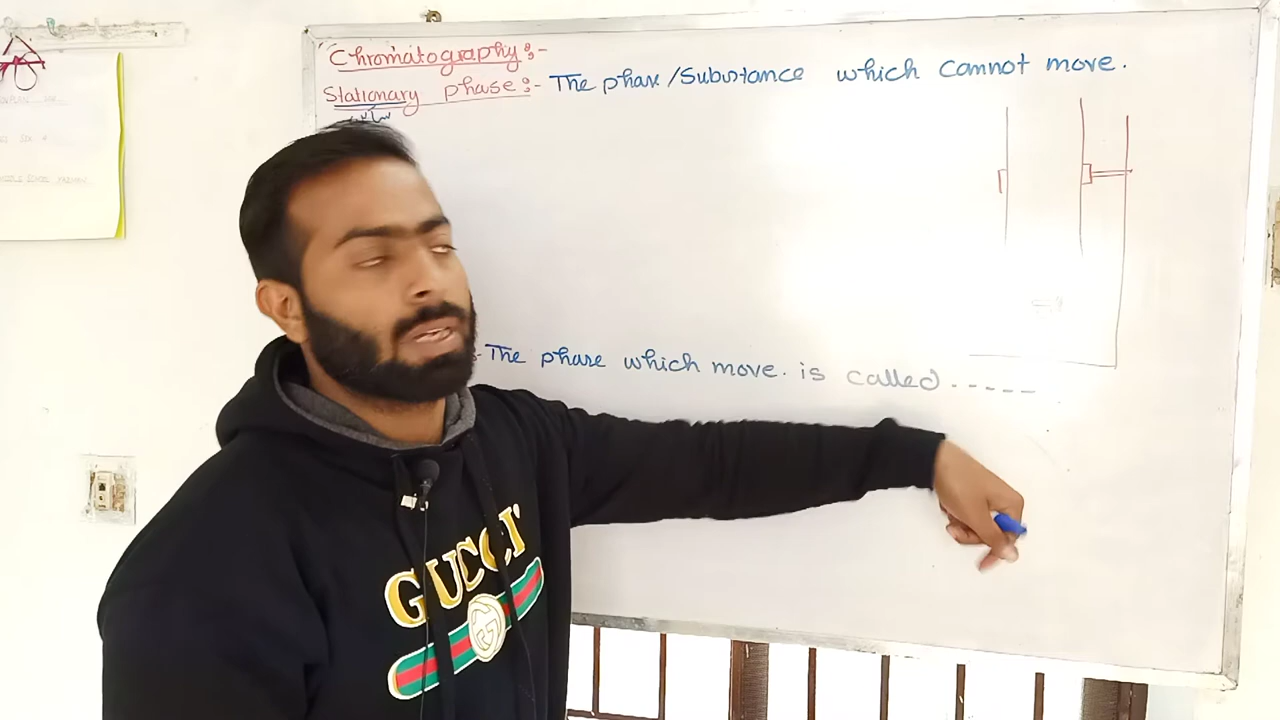 Chromatography:-
Stationary phase:- The phase/Substance which cannot move.
- The phase which move. is called -----
GUCCI